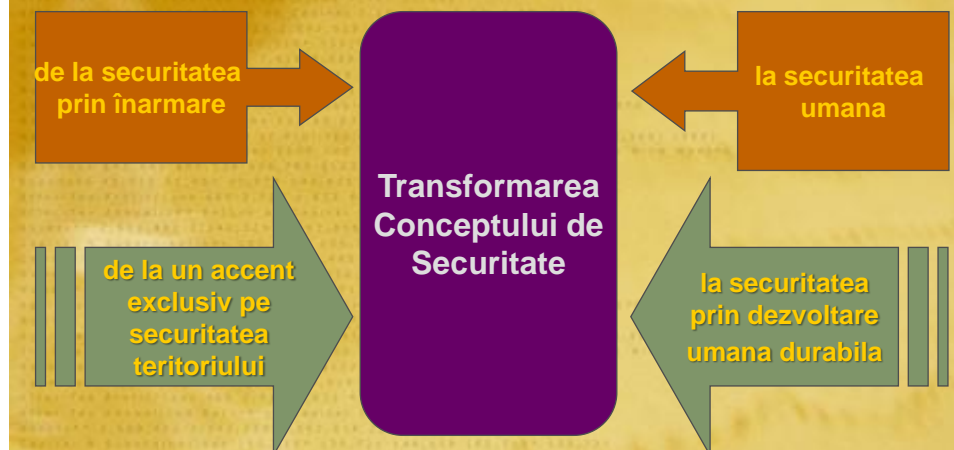 de la securitatea
prin înarmare
la securitatea
umana
Transformarea
Conceptului de
Securitate
de la un accent
exclusiv pe
securitatea
teritoriului
la securitatea
prin dezvoltare
umana durabila